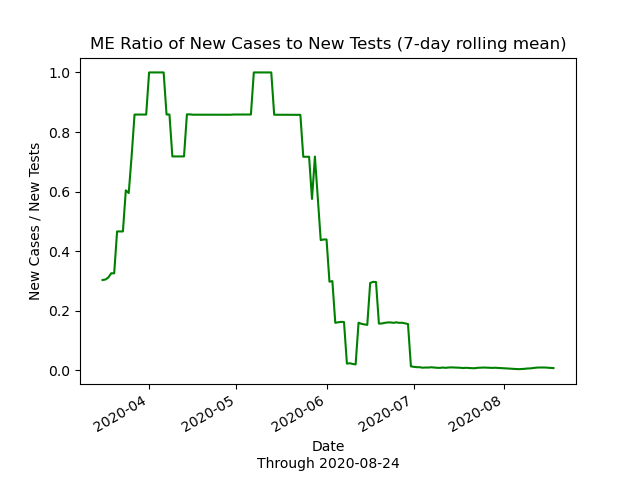 ME Ratio of New Cases to New Tests (7-day rolling mean)
New Cases / New Tests
1.0
0.8
0.6
0.4
0.2
0.0
2020-04
2020-05
2020-06
2020-07
2020-08
Date
Through 2020-08-24